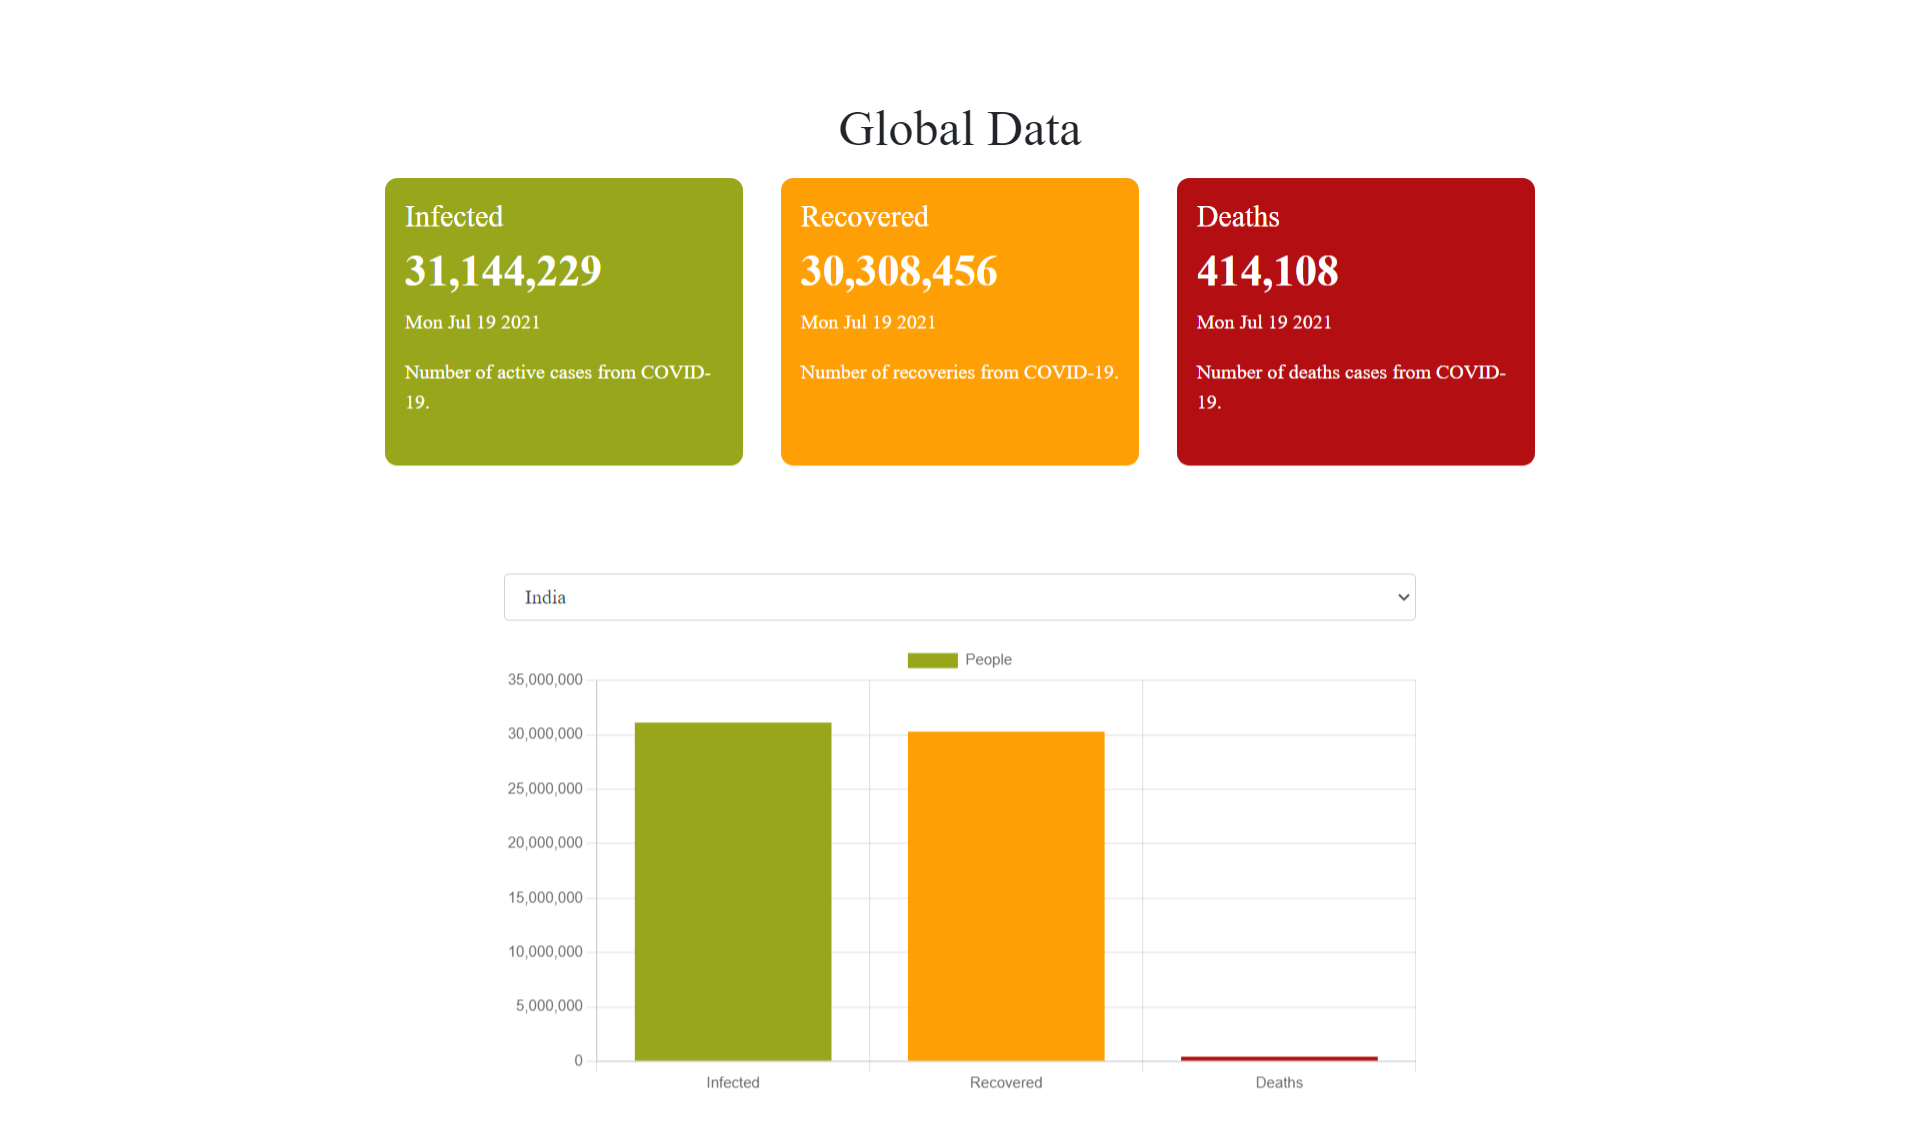 Global Data
Infected
31,144,229
Mon Jul 19 2021
Number of active cases from COVID-
19.
Recovered
30,308,456
Mon Jul 19 2021
Number of recoveries from COVID-19.
Deaths
414,108
Mon Jul 19 2021
Number of deaths cases from COVID-
19.
India
People
35,000,000
30,000,000
25,000,000
20,000,000
15,000,000
10,000,000
5,000,000
0
Infected
Recovered
Deaths